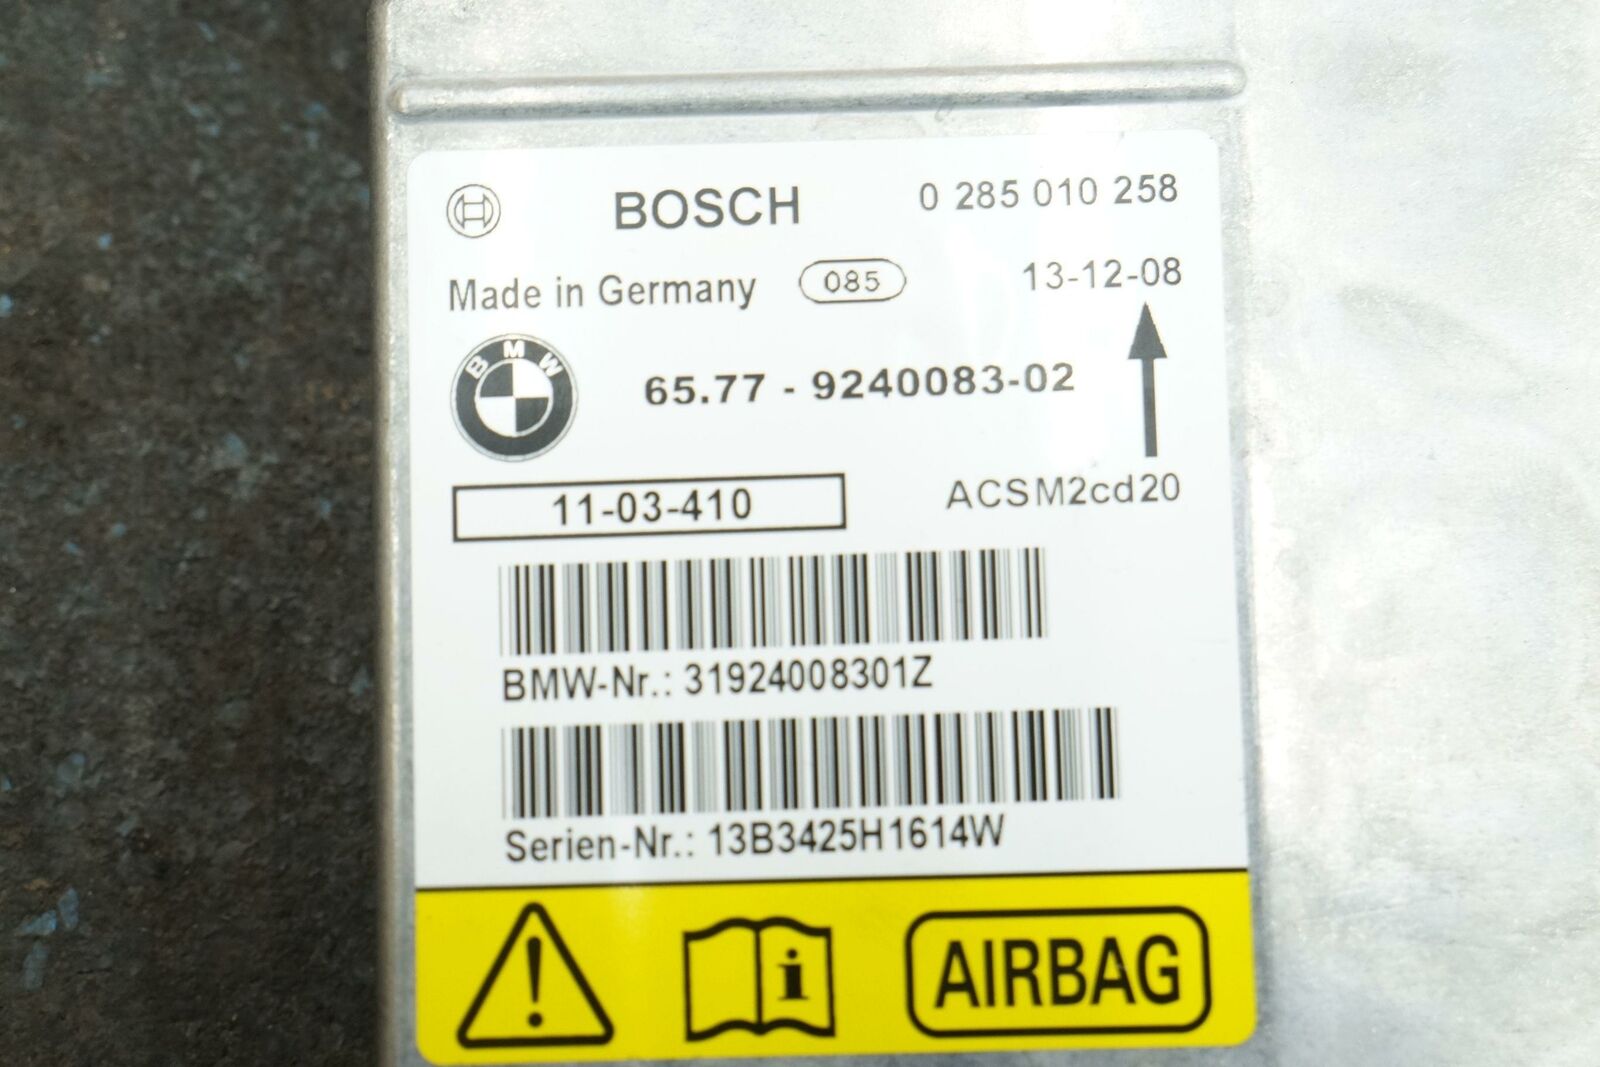 BOSCH 0 285 010 258
Made in Germany 085 13-12-08
BMW
65.77 - 9240083-02
11-03-410 ACSM2cd20
BMW-Nr.: 31924008301Z
Serien-Nr.: 13B3425H1614W
AIRBAG